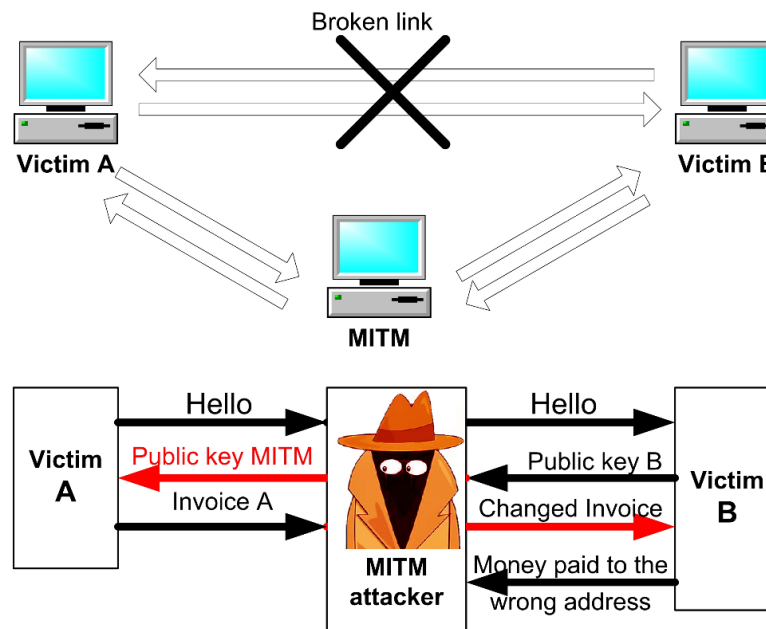 Broken link
Victim A
Victim B
MITM
Hello
Hello
Victim
A
Public key MITM
Public key B
Victim
B
Invoice A
Changed Invoice
MITM
attacker
Money paid to the
wrong address